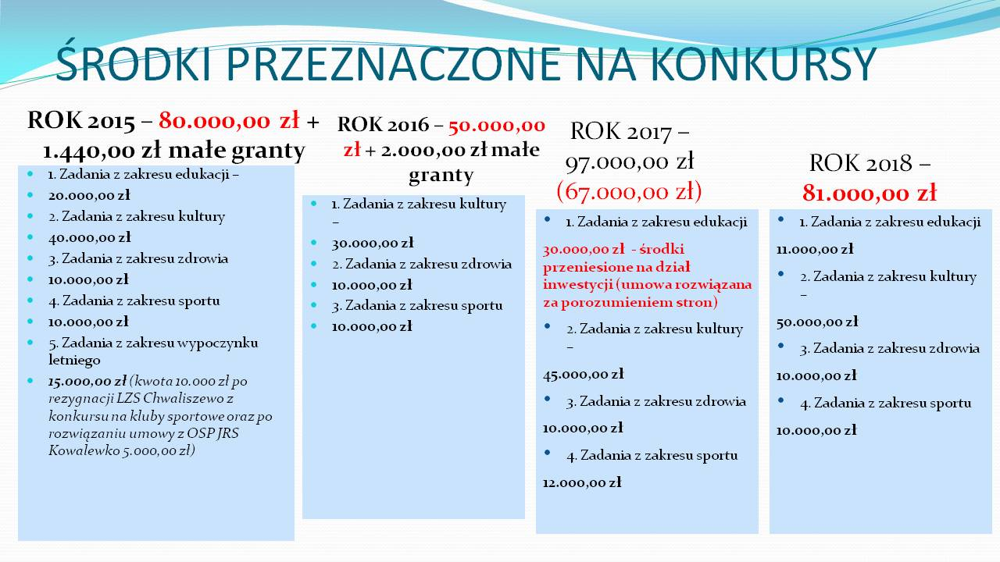 ŚRODKI PRZEZNACZONE NA KONKURSY
ROK 2015 – 80.000,00 zł +
1.440,00 zł małe granty
• 1. Zadania z zakresu edukacji –
• 20.000,00 zł
• 2. Zadania z zakresu kultury
• 40.000,00 zł
• 3. Zadania z zakresu zdrowia
• 10.000,00 zł
• 4. Zadania z zakresu sportu
• 10.000,00 zł
• 5. Zadania z zakresu wypoczynku
letniego
• 15.000,00 zł (kwota 10.000 zł po
rezygnacji LZS Chwaliszewo z
konkursu na kluby sportowe oraz po
rozwiązaniu umowy z OSP JRS
Kowalewko 5.000,00 zł)
ROK 2016 – 50.000,00
zł + 2.000,00 zł małe
granty
• 1. Zadania z zakresu kultury
–
• 30.000,00 zł
• 2. Zadania z zakresu zdrowia
• 10.000,00 zł
• 3. Zadania z zakresu sportu
• 10.000,00 zł
ROK 2017 –
97.000,00 zł
(67.000,00 zł)
• 1. Zadania z zakresu edukacji
30.000,00 zł - środki
przeniesione na dział
inwestycji (umowa rozwiązana
za porozumieniem stron)
• 2. Zadania z zakresu kultury
–
45.000,00 zł
• 3. Zadania z zakresu zdrowia
10.000,00 zł
• 4. Zadania z zakresu sportu
12.000,00 zł
ROK 2018 –
81.000,00 zł
• 1. Zadania z zakresu edukacji
11.000,00 zł
• 2. Zadania z zakresu kultury
–
50.000,00 zł
• 3. Zadania z zakresu zdrowia
10.000,00 zł
• 4. Zadania z zakresu sportu
10.000,00 zł